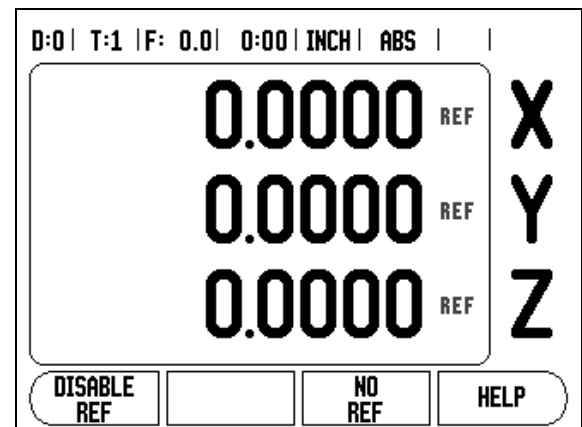 D:0 | T:1 | F: 0.0 | 0:00 | INCH | ABS | |
0.0000 REF X
0.0000 REF Y
0.0000 REF Z
DISABLE REF NO REF HELP